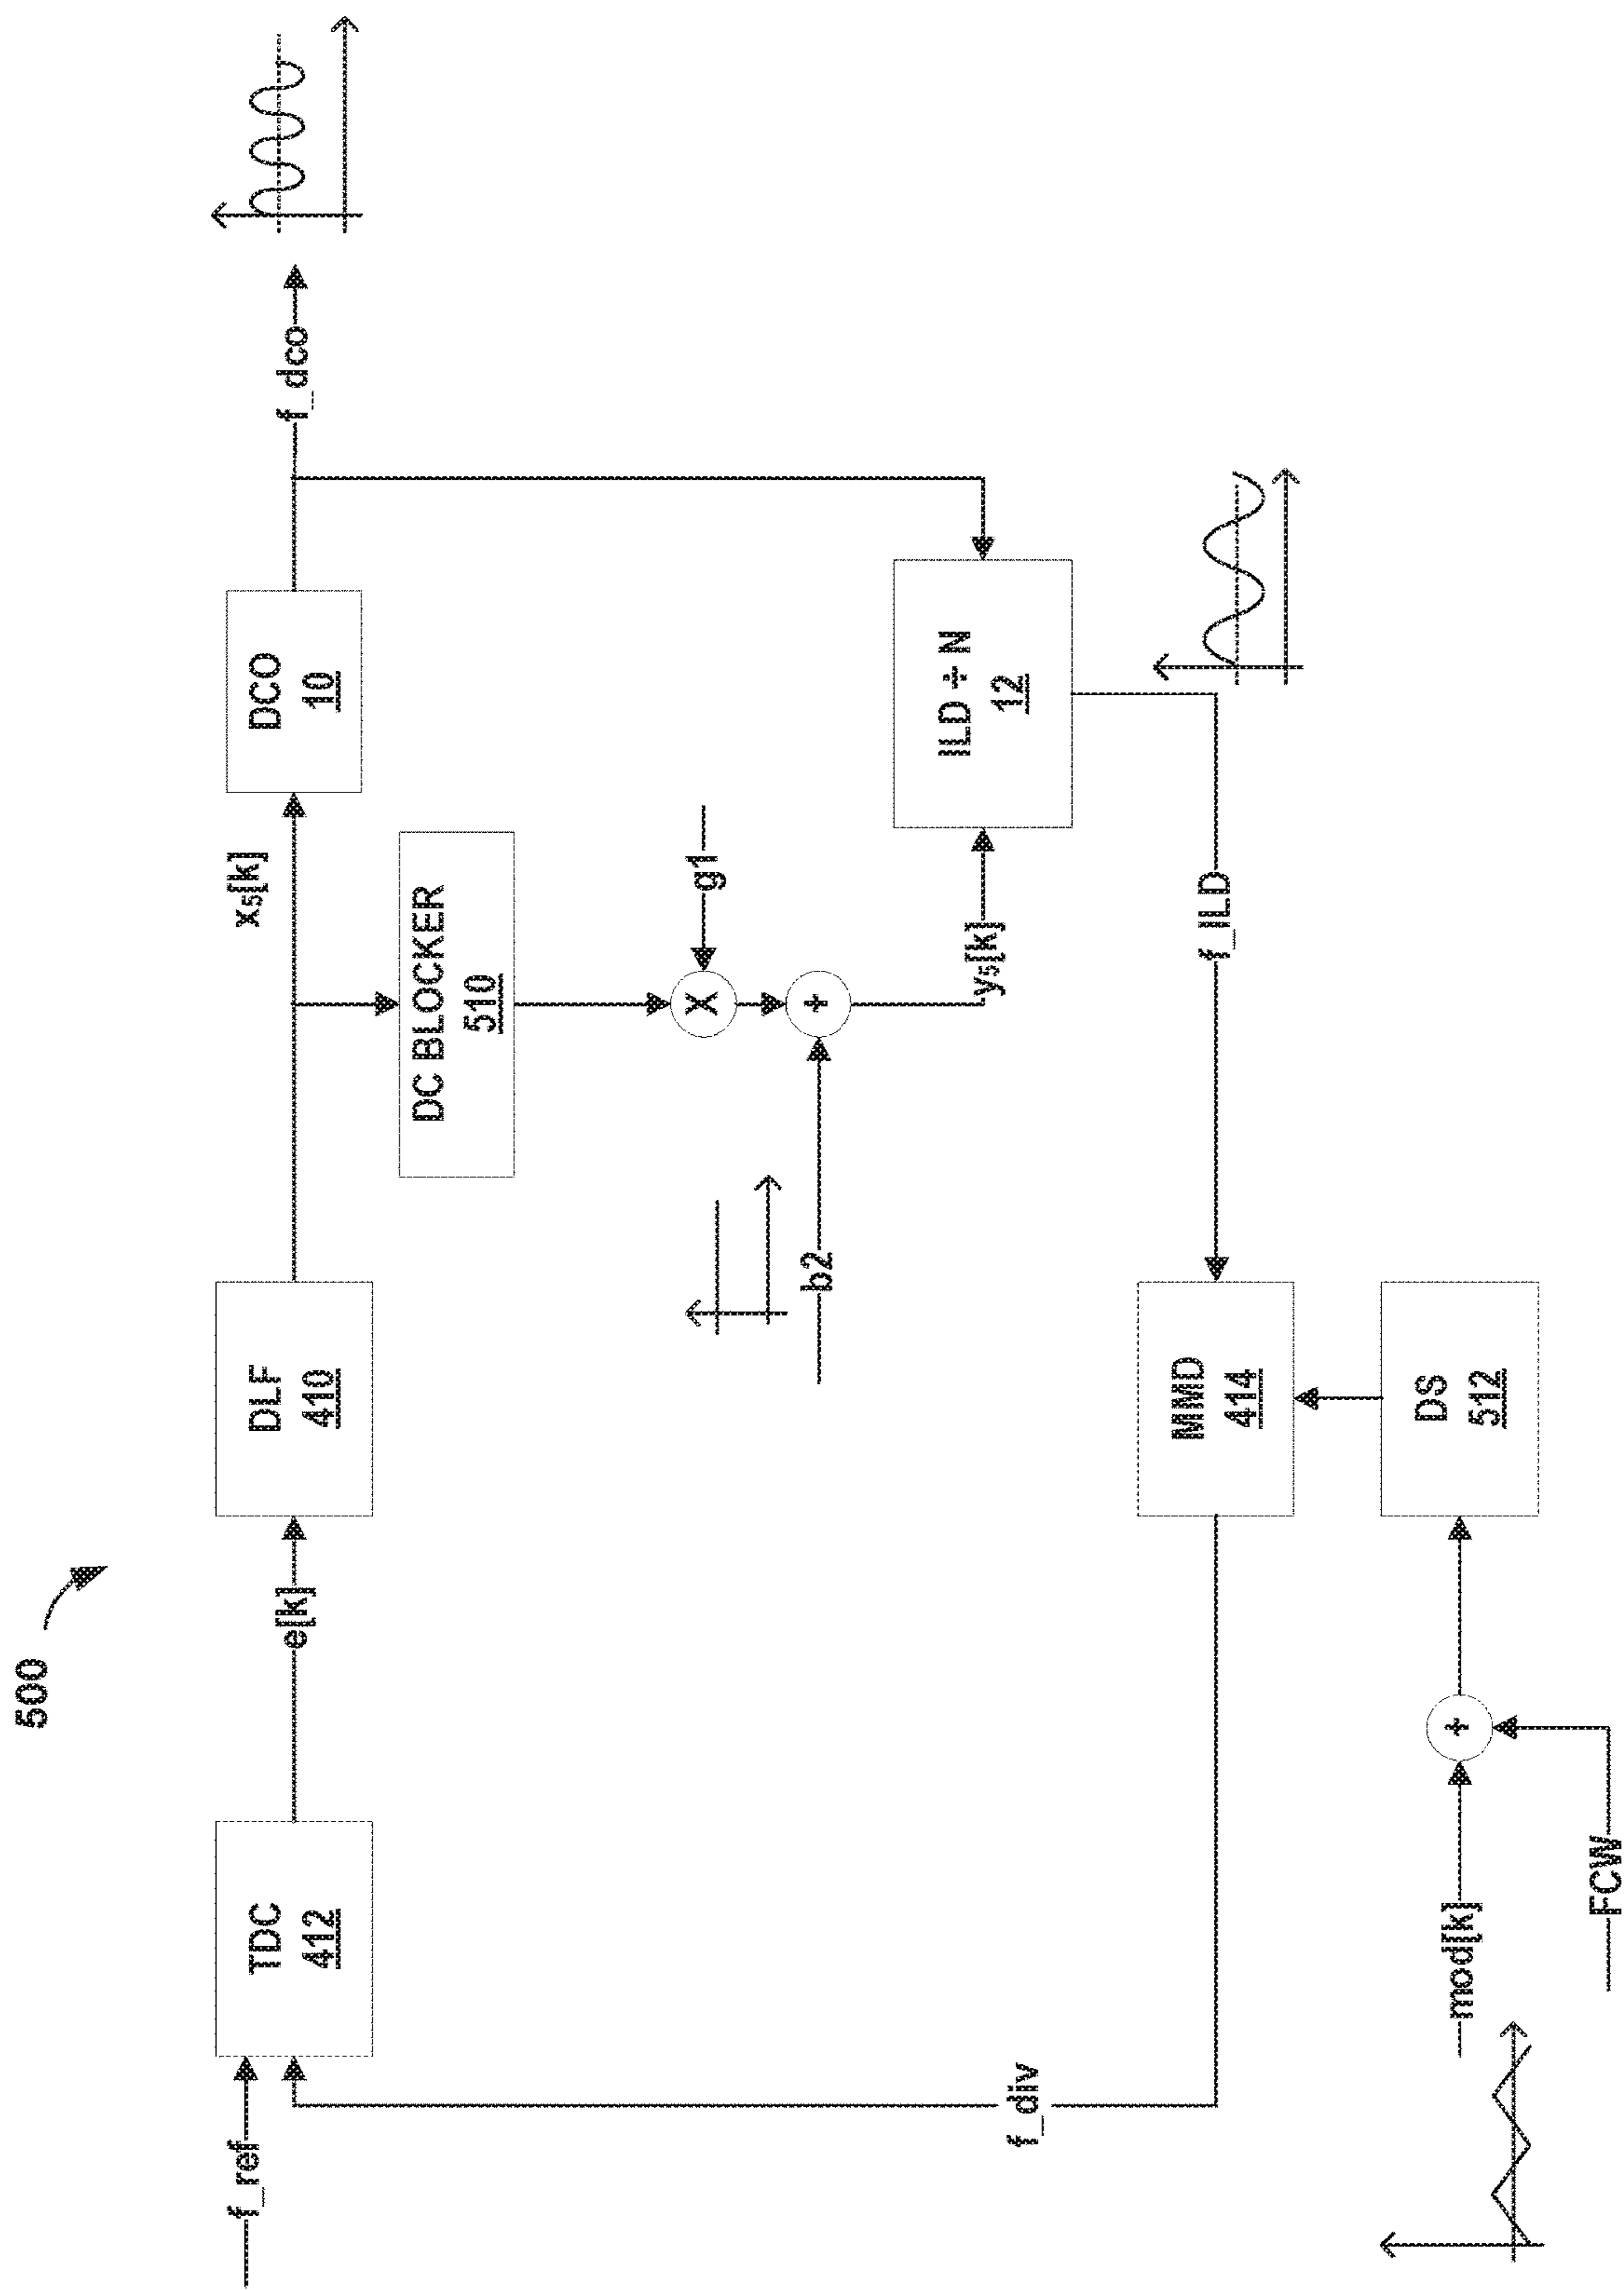 500
f_ref
TDC
412
e[k]
DLF
410
x₅[k]
DCO
10
f_dco
DC BLOCKER
510
X
g1
b2
+
y₅[k]
ILD ÷ N
12
f_ILD
f_div
MMD
414
DS
512
mod[k]
+
FCW